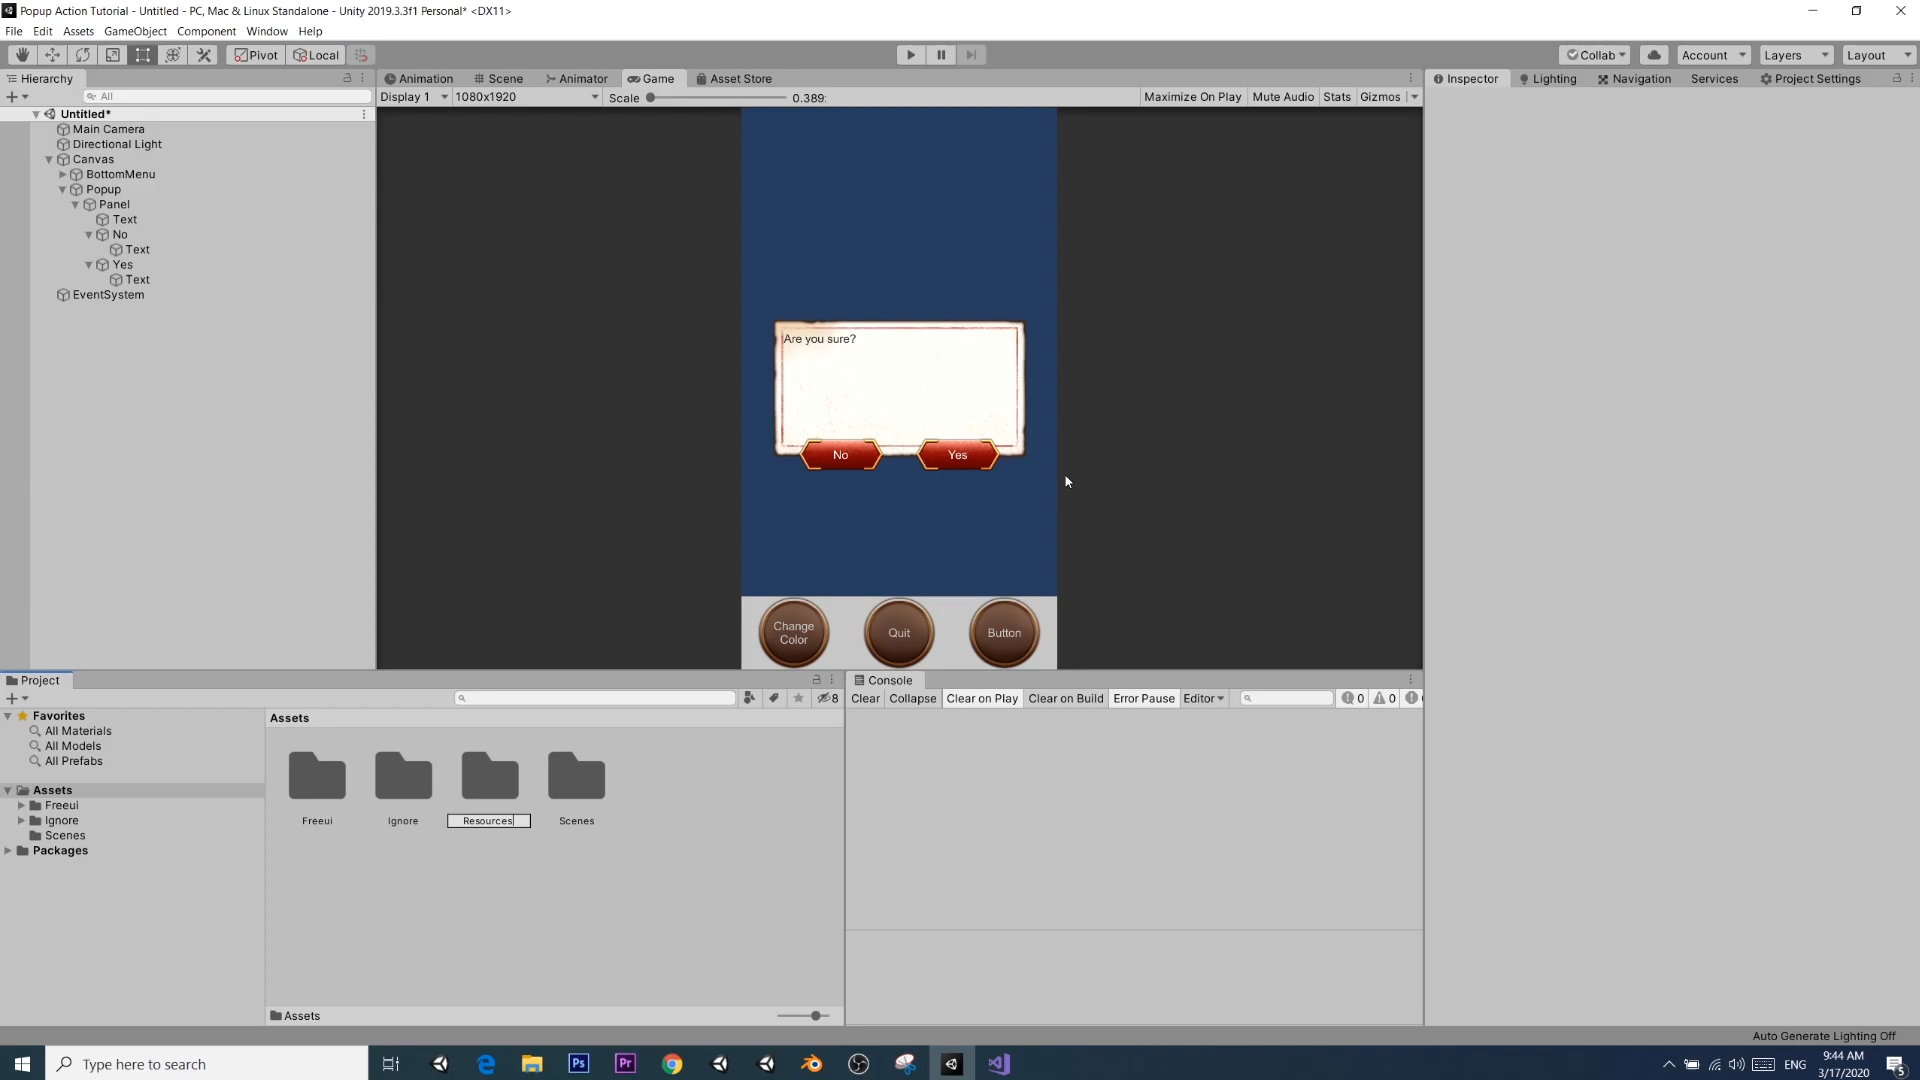 Popup Action Tutorial - Untitled - PC, Mac & Linux Standalone - Unity 2019.3.3f1 Personal* <DX11>
File Edit Assets GameObject Component Window Help
Pivot Local Collab Account Layers Layout
Hierarchy Animation Scene Animator Game Asset Store Inspector Lighting Navigation Services Project Settings
All Display 1 1080x1920 Scale 0.389: Maximize On Play Mute Audio Stats Gizmos
Untitled*
Main Camera
Directional Light
Canvas
BottomMenu
Popup
Panel
Text
No
Text
Yes
Text
EventSystem
Are you sure?
No Yes
Change Color Quit Button
Project Console
8 Clear Collapse Clear on Play Clear on Build Error Pause Editor 0 0
Favorites
All Materials
All Models
All Prefabs
Assets
Freeui
Ignore
Scenes
Packages
Assets
Freeui Ignore Resources Scenes
Assets
Auto Generate Lighting Off
Type here to search
Ps Pr
ENG
9:44 AM
3/17/2020
5